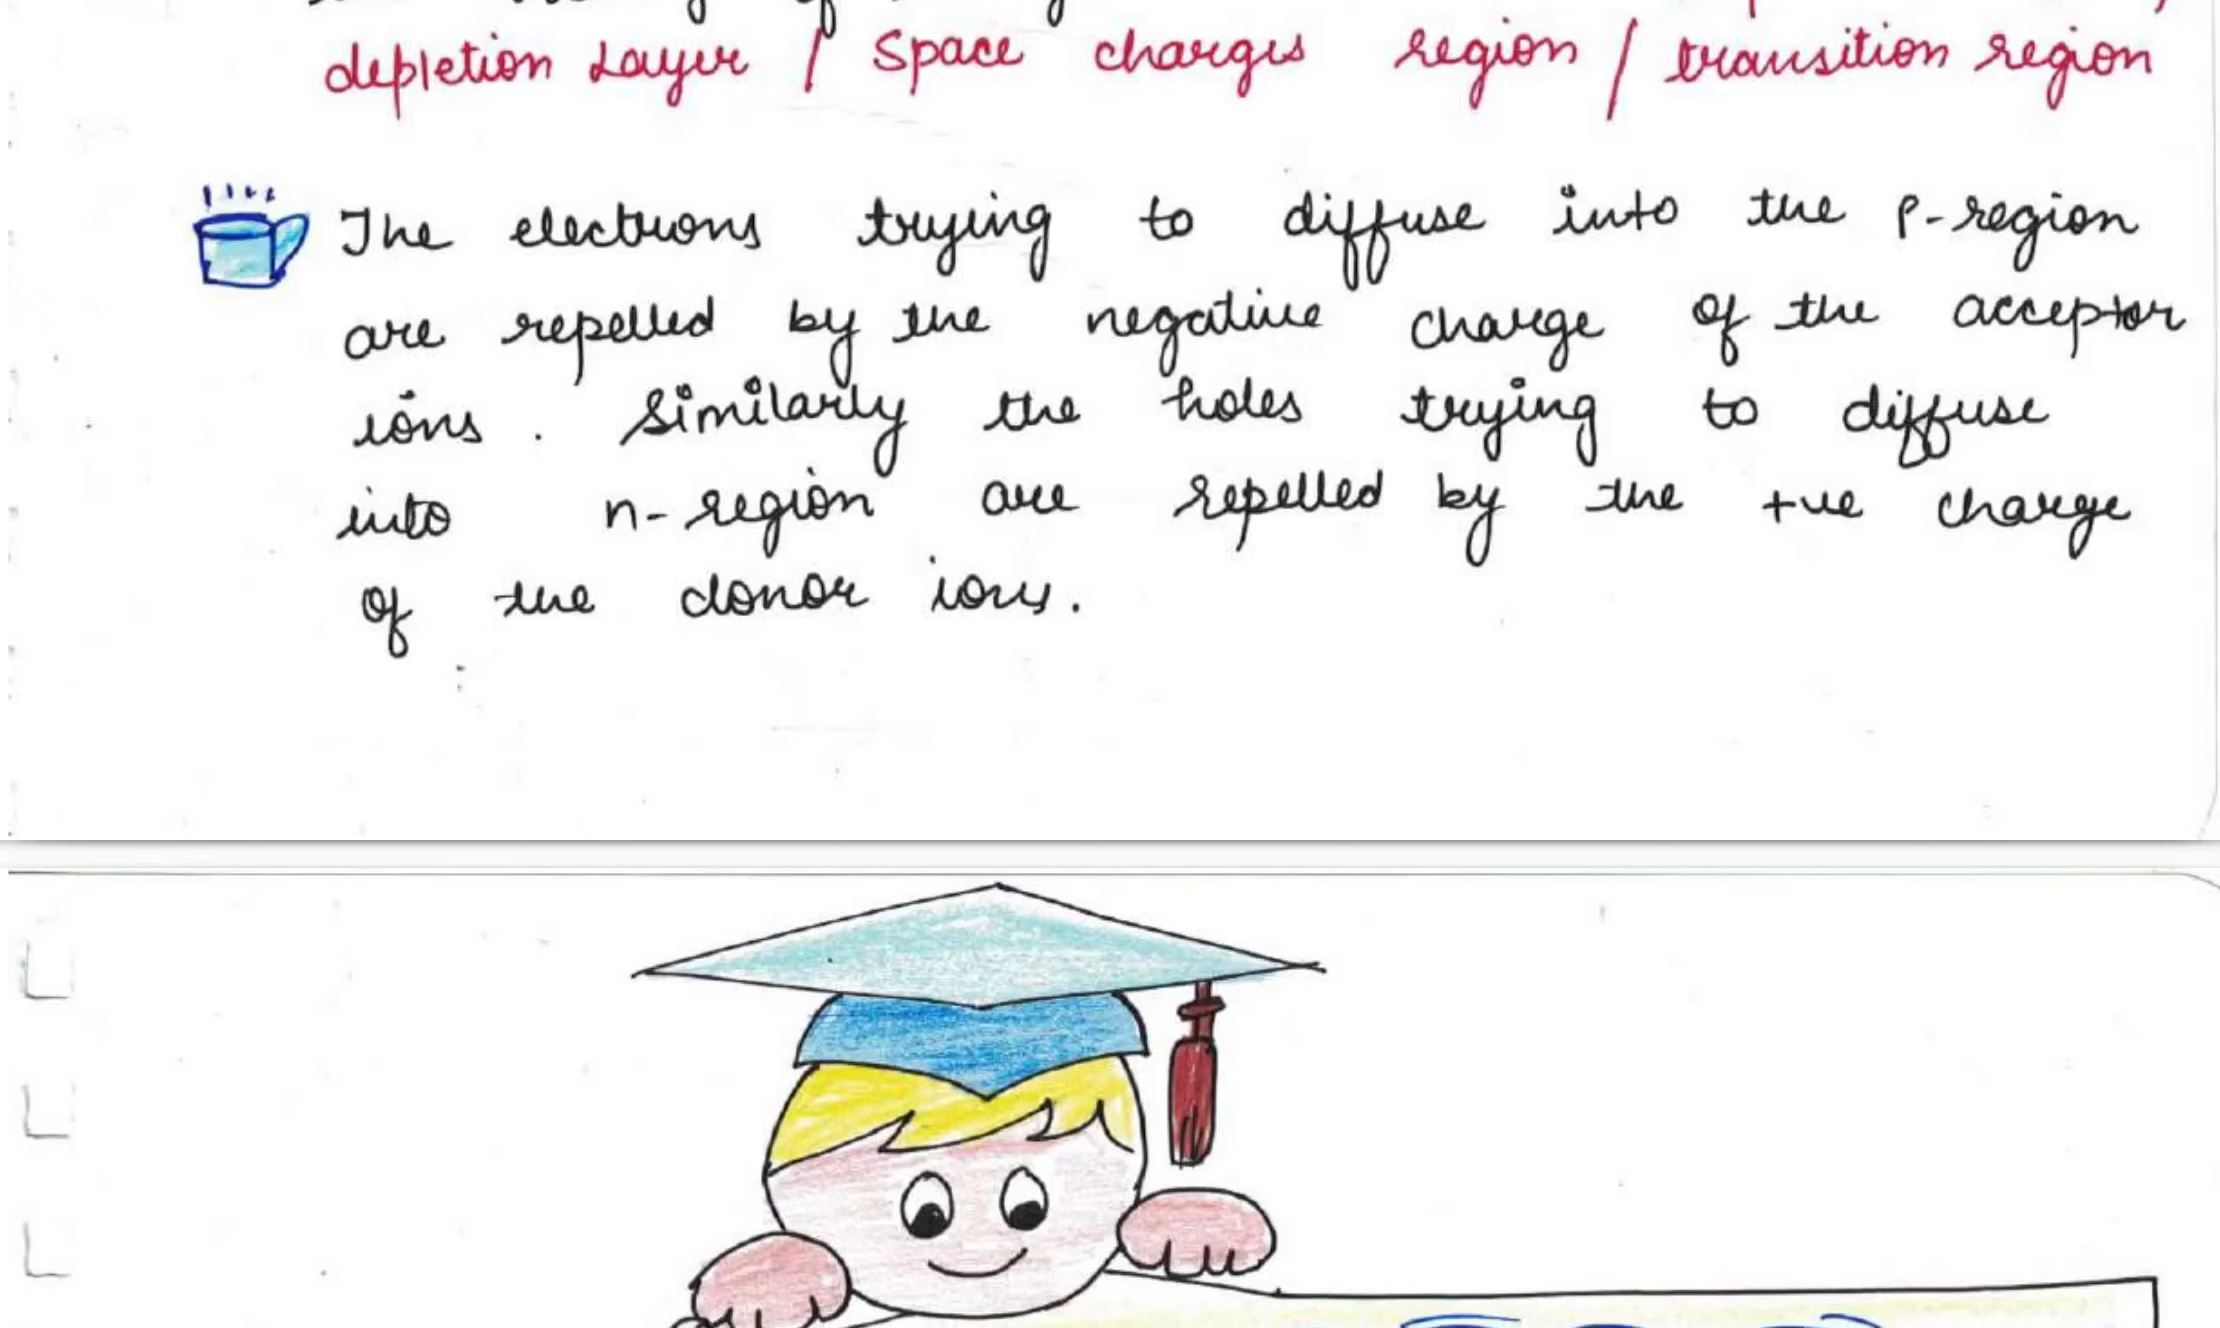 depletion Layer / Space charges region / transition region
The electrons trying to diffuse into the P-region
are repelled by the negative charge of the acceptor
ions. Similarly the holes trying to diffuse
into n-region are repelled by the +ve charge
of the donor ions.